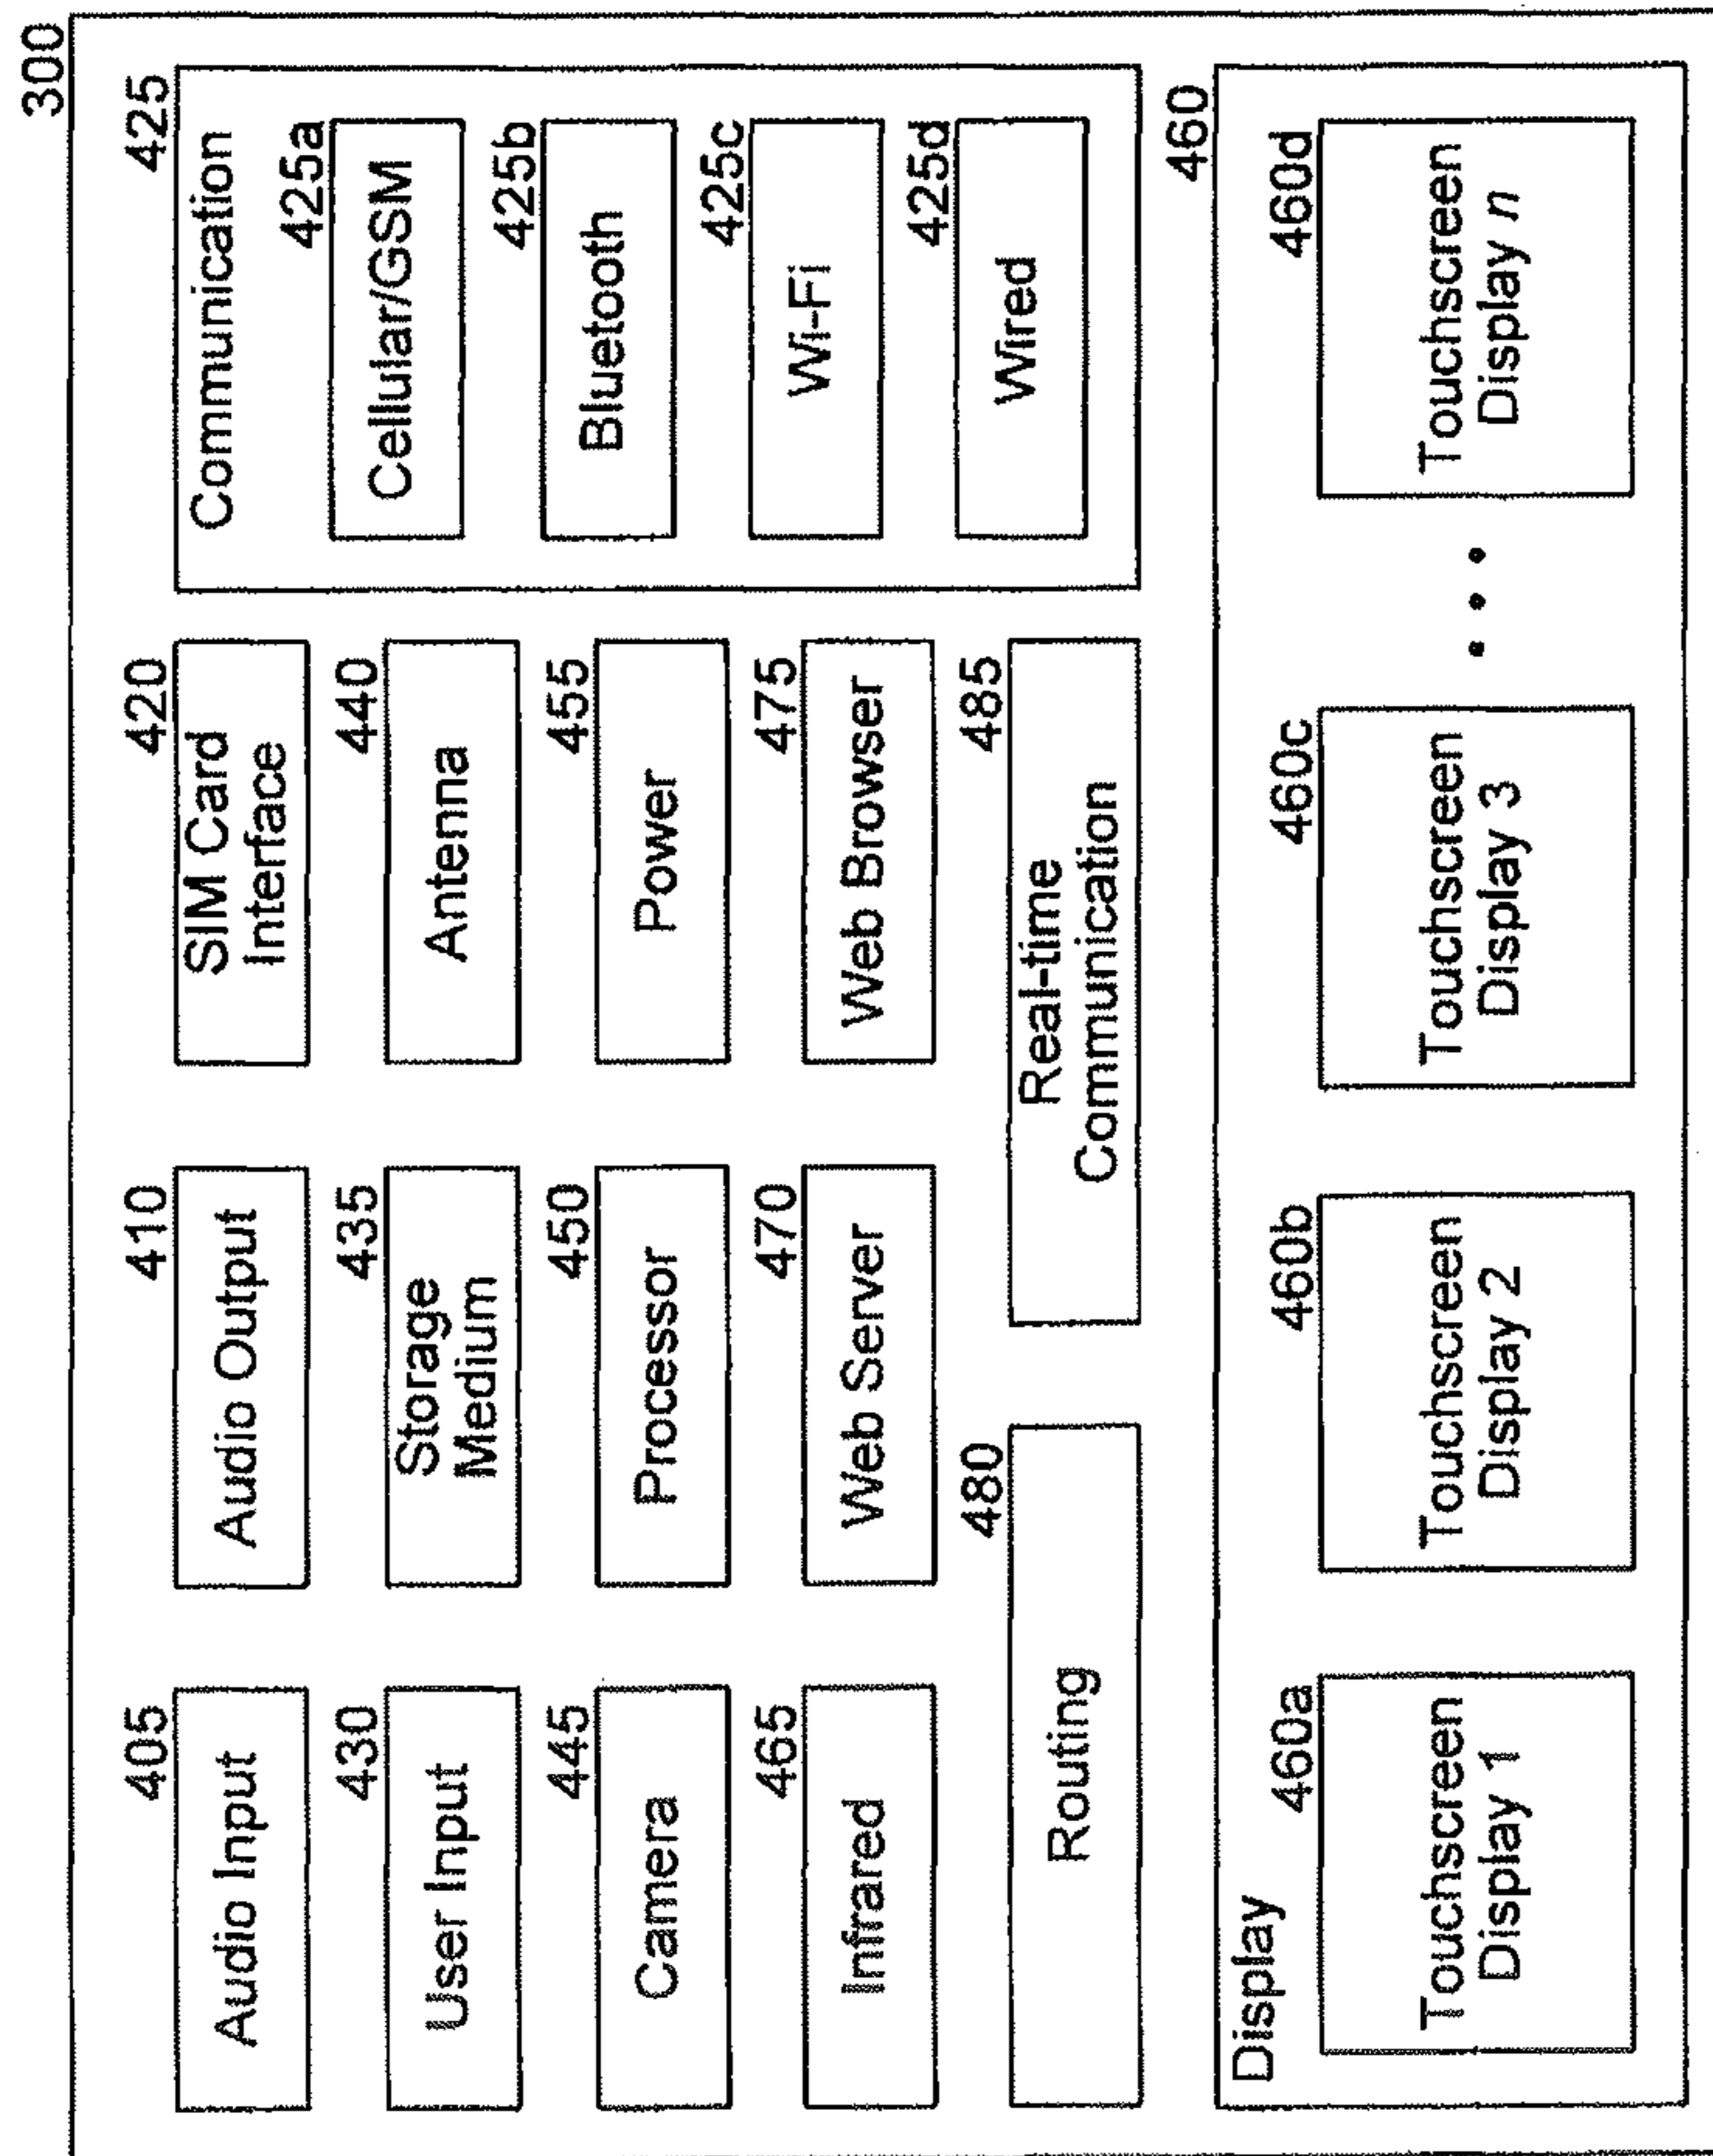 300
405
Audio Input
410
Audio Output
420
SIM Card
Interface
425
Communication
425a
Cellular/GSM
425b
Bluetooth
425c
Wi-Fi
425d
Wired
430
User Input
435
Storage
Medium
440
Antenna
445
Camera
450
Processor
455
Power
465
Infrared
470
Web Server
475
Web Browser
480
Routing
485
Real-time
Communication
460
Display
460a
Touchscreen
Display 1
460b
Touchscreen
Display 2
460c
Touchscreen
Display 3
• • •
460d
Touchscreen
Display n